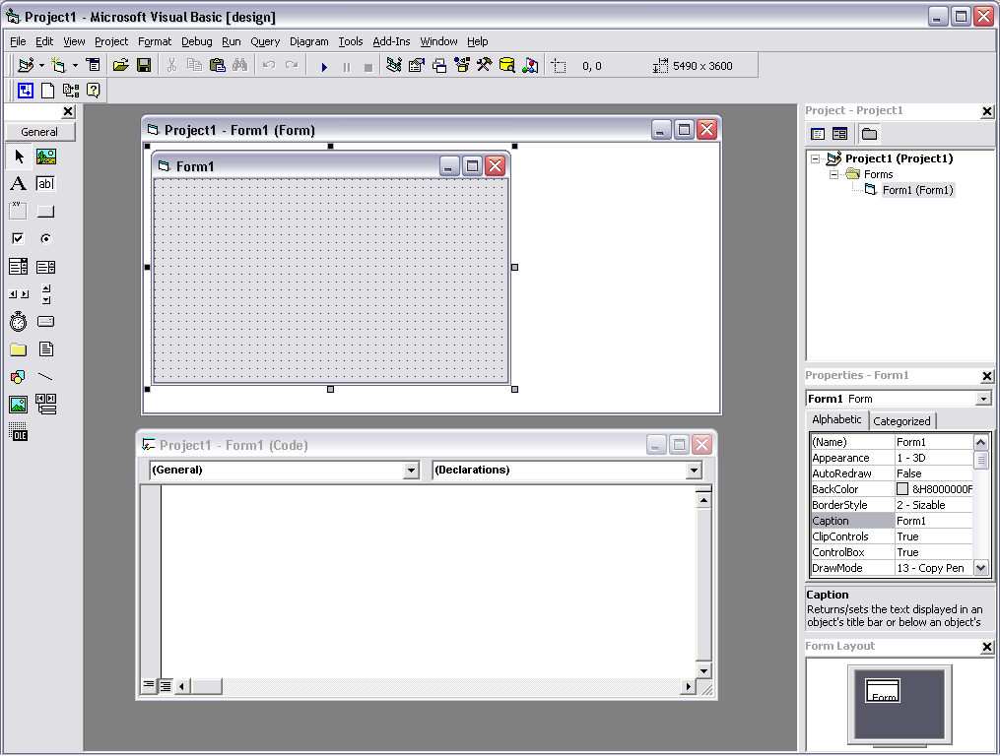 Project1 - Microsoft Visual Basic [design]
File Edit View Project Format Debug Run Query Diagram Tools Add-Ins Window Help
0, 0 5490 x 3600
General
A ab|
xv
OLE
Project1 - Form1 (Form)
Form1
Project1 - Form1 (Code)
(General) (Declarations)
Project - Project1
Project1 (Project1)
Forms
Form1 (Form1)
Properties - Form1
Form1 Form
Alphabetic Categorized
(Name) Form1
Appearance 1 - 3D
AutoRedraw False
BackColor &H8000000F
BorderStyle 2 - Sizable
Caption Form1
ClipControls True
ControlBox True
DrawMode 13 - Copy Pen
Caption
Returns/sets the text displayed in an
object's title bar or below an object's
Form Layout
Form